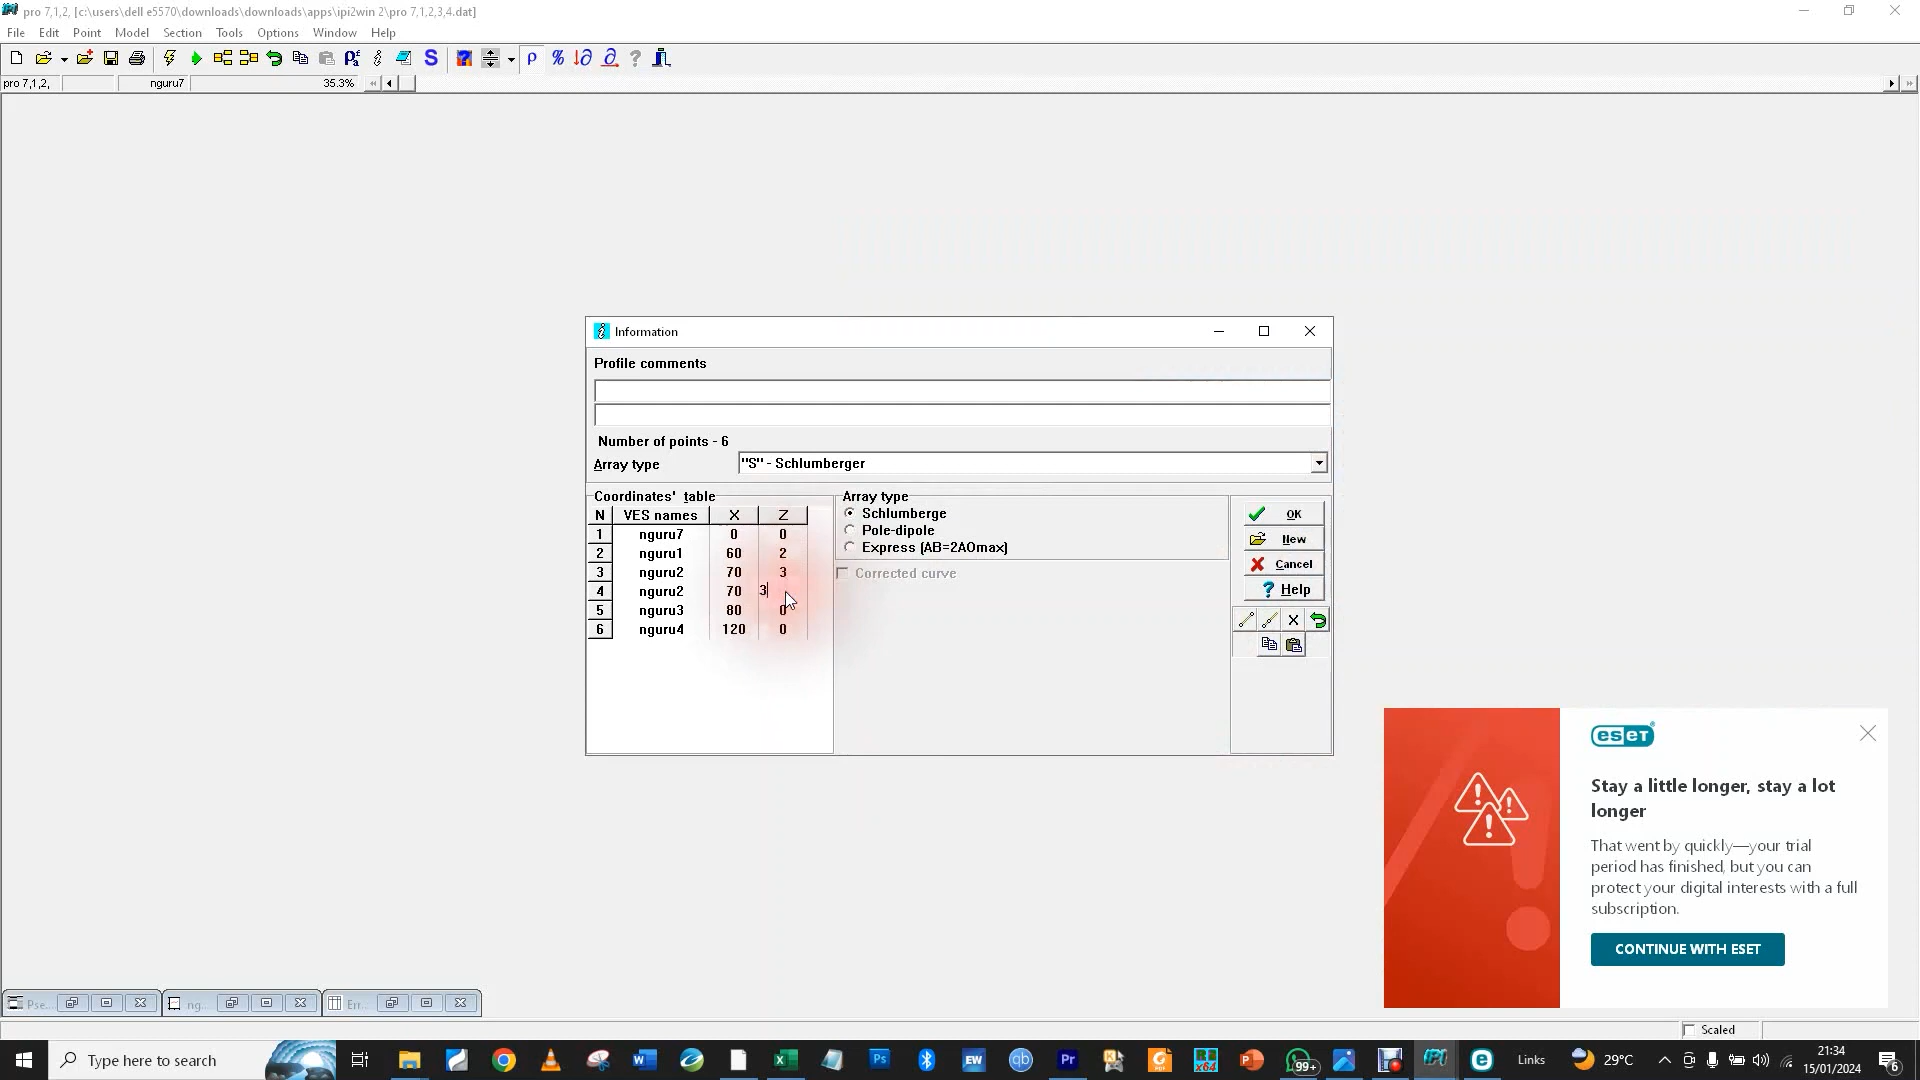 pro 7,1,2, [c:\users\dell e5570\downloads\downloads\apps\ipi2win 2\pro 7,1,2,3,4.dat]
File Edit Point Model Section Tools Options Window Help
pro 7,1,2, nguru7 35.3%
Information
Profile comments
Number of points - 6
Array type "S" - Schlumberger
Coordinates' table
N VES names X Z
1 nguru7 0 0
2 nguru1 60 2
3 nguru2 70 3
4 nguru2 70 3
5 nguru3 80 0
6 nguru4 120 0
Array type
Schlumberge
Pole-dipole
Express (AB=2AOmax)
Corrected curve
OK
New
Cancel
? Help
eset
Stay a little longer, stay a lot
longer
That went by quickly—your trial
period has finished, but you can
protect your digital interests with a full
subscription.
CONTINUE WITH ESET
Pse... ng... Err...
Scaled
Type here to search
Links 29°C 21:34
15/01/2024
99+
6